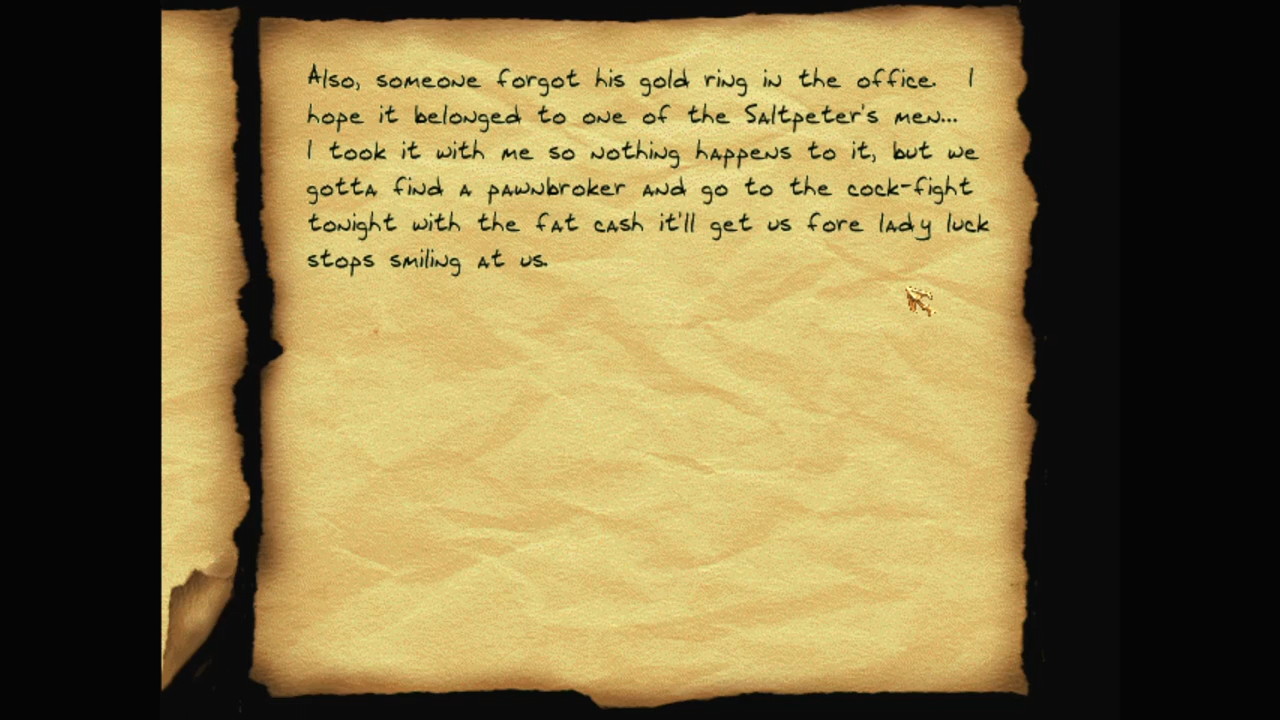 Also, someone forgot his gold ring in the office. I
hope it belonged to one of the Saltpeter's men...
I took it with me so nothing happens to it, but we
gotta find a pawnbroker and go to the cock-fight
tonight with the fat cash it'll get us fore lady luck
stops smiling at us.